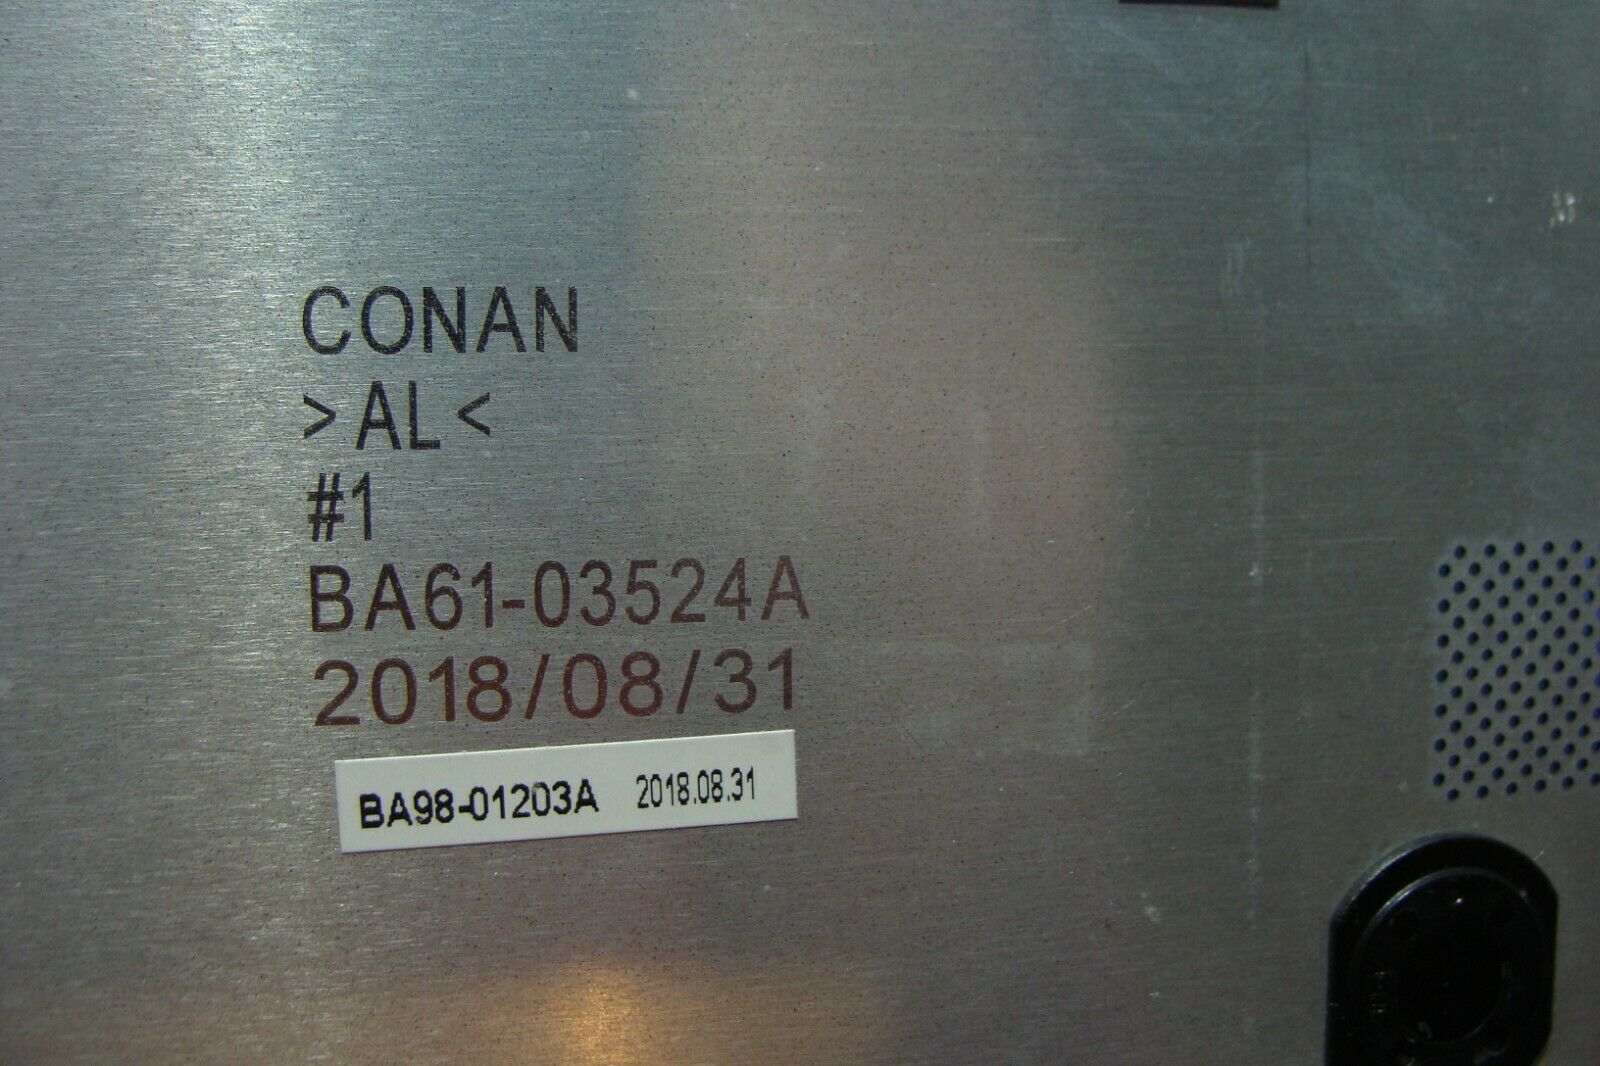 CONAN
>AL<
#1
BA61-03524A
2018/08/31
BA98-01203A 2018.08.31